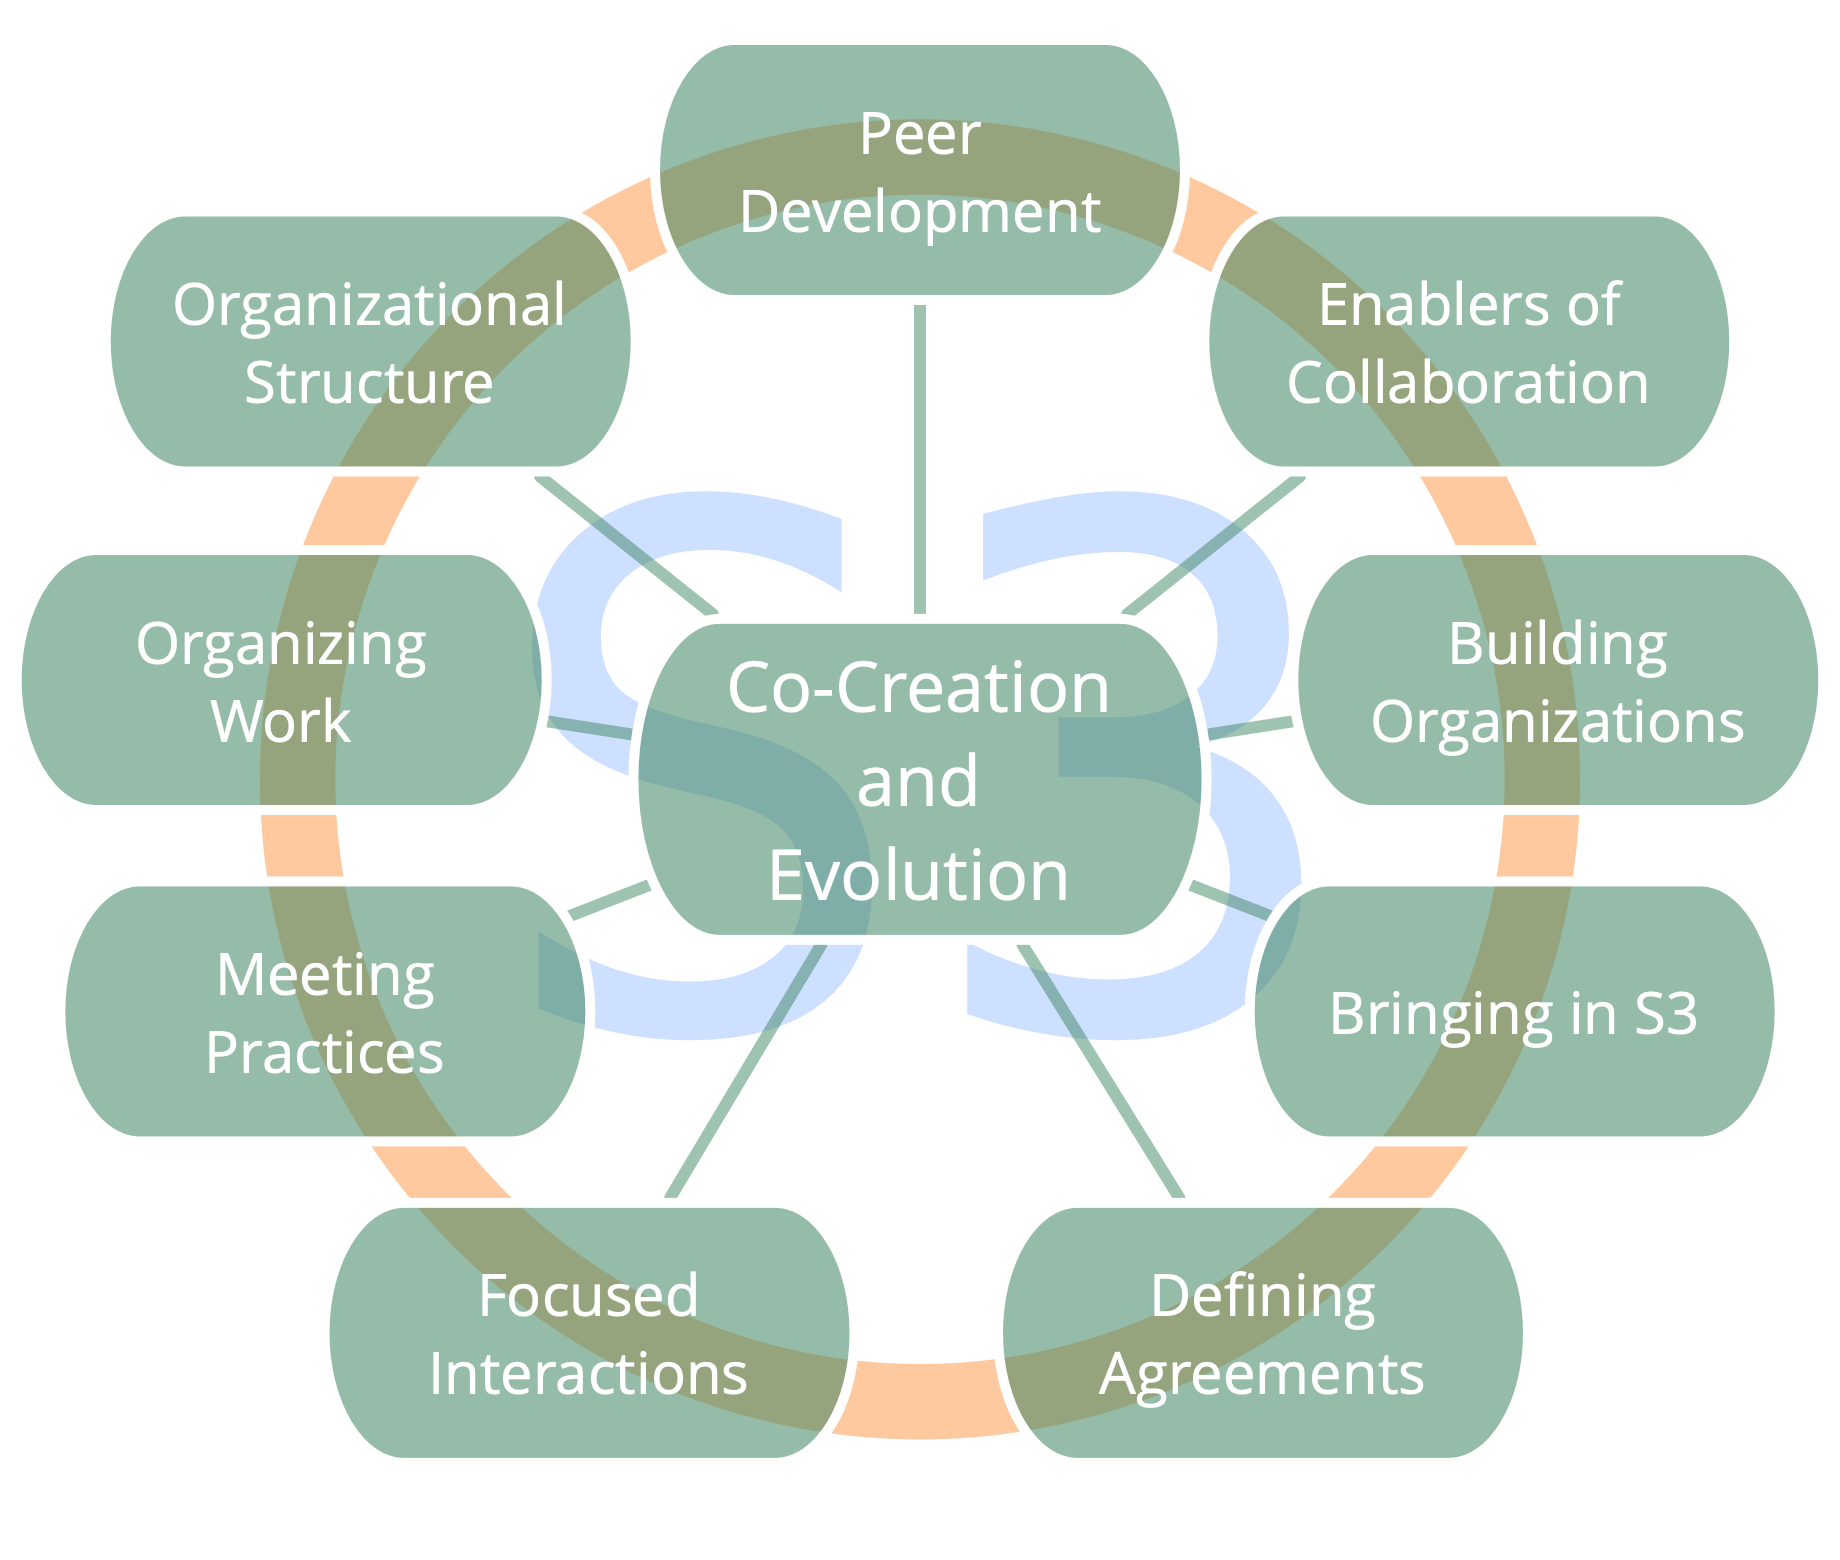 Peer
Development
Organizational
Structure
Enablers of
Collaboration
Organizing
Work
Building
Organizations
S3
Co-Creation
and
Evolution
Meeting
Practices
Bringing in S3
Focused
Interactions
Defining
Agreements